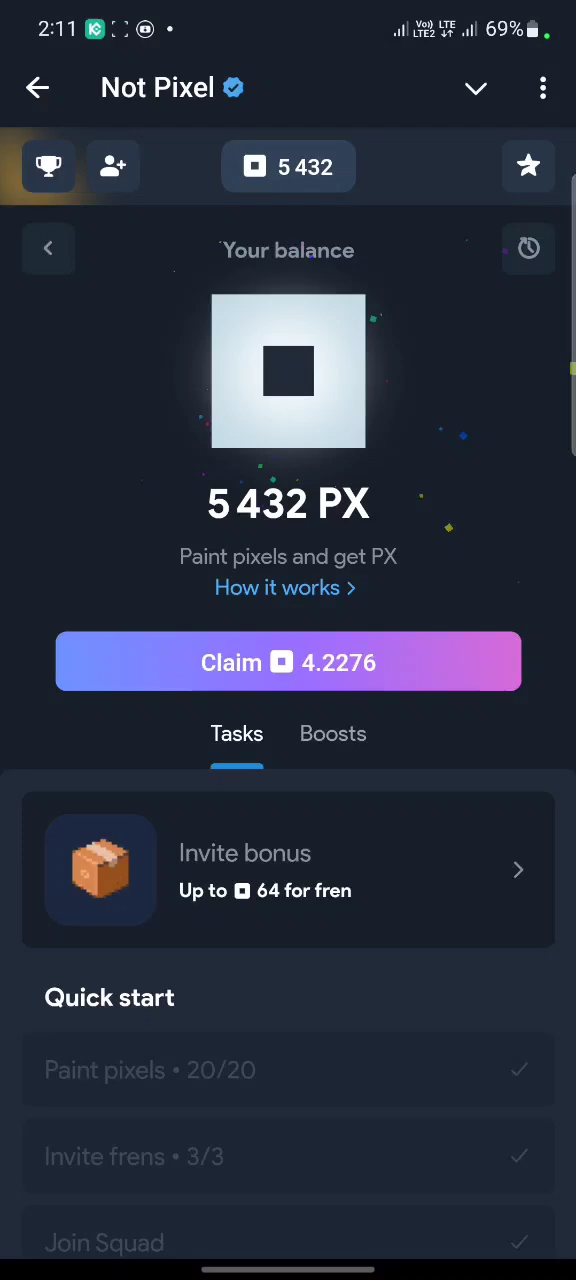 2:11 Vo) LTE LTE2 69%
Not Pixel
5 432
Your balance
5 432 PX
Paint pixels and get PX
How it works >
Claim 4.2276
Tasks Boosts
Invite bonus
Up to 64 for fren
Quick start
Paint pixels • 20/20
Invite frens • 3/3
Join Squad